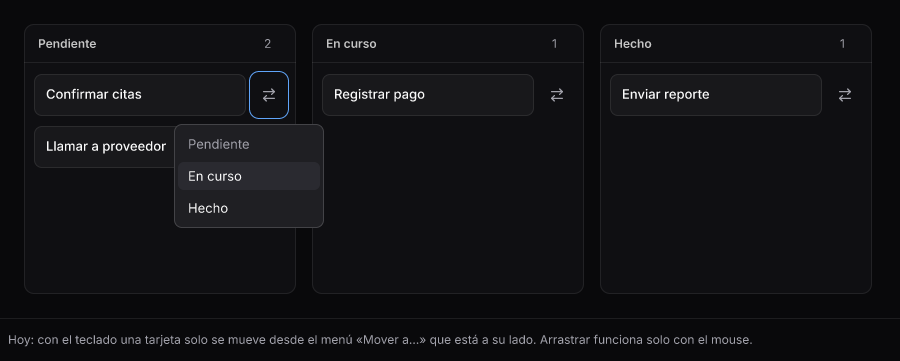 Pendiente 2
En curso 1
Hecho 1
Confirmar citas
Registrar pago
Enviar reporte
Llamar a proveedor
Pendiente
En curso
Hecho
Hoy: con el teclado una tarjeta solo se mueve desde el menú «Mover a…» que está a su lado. Arrastrar funciona solo con el mouse.